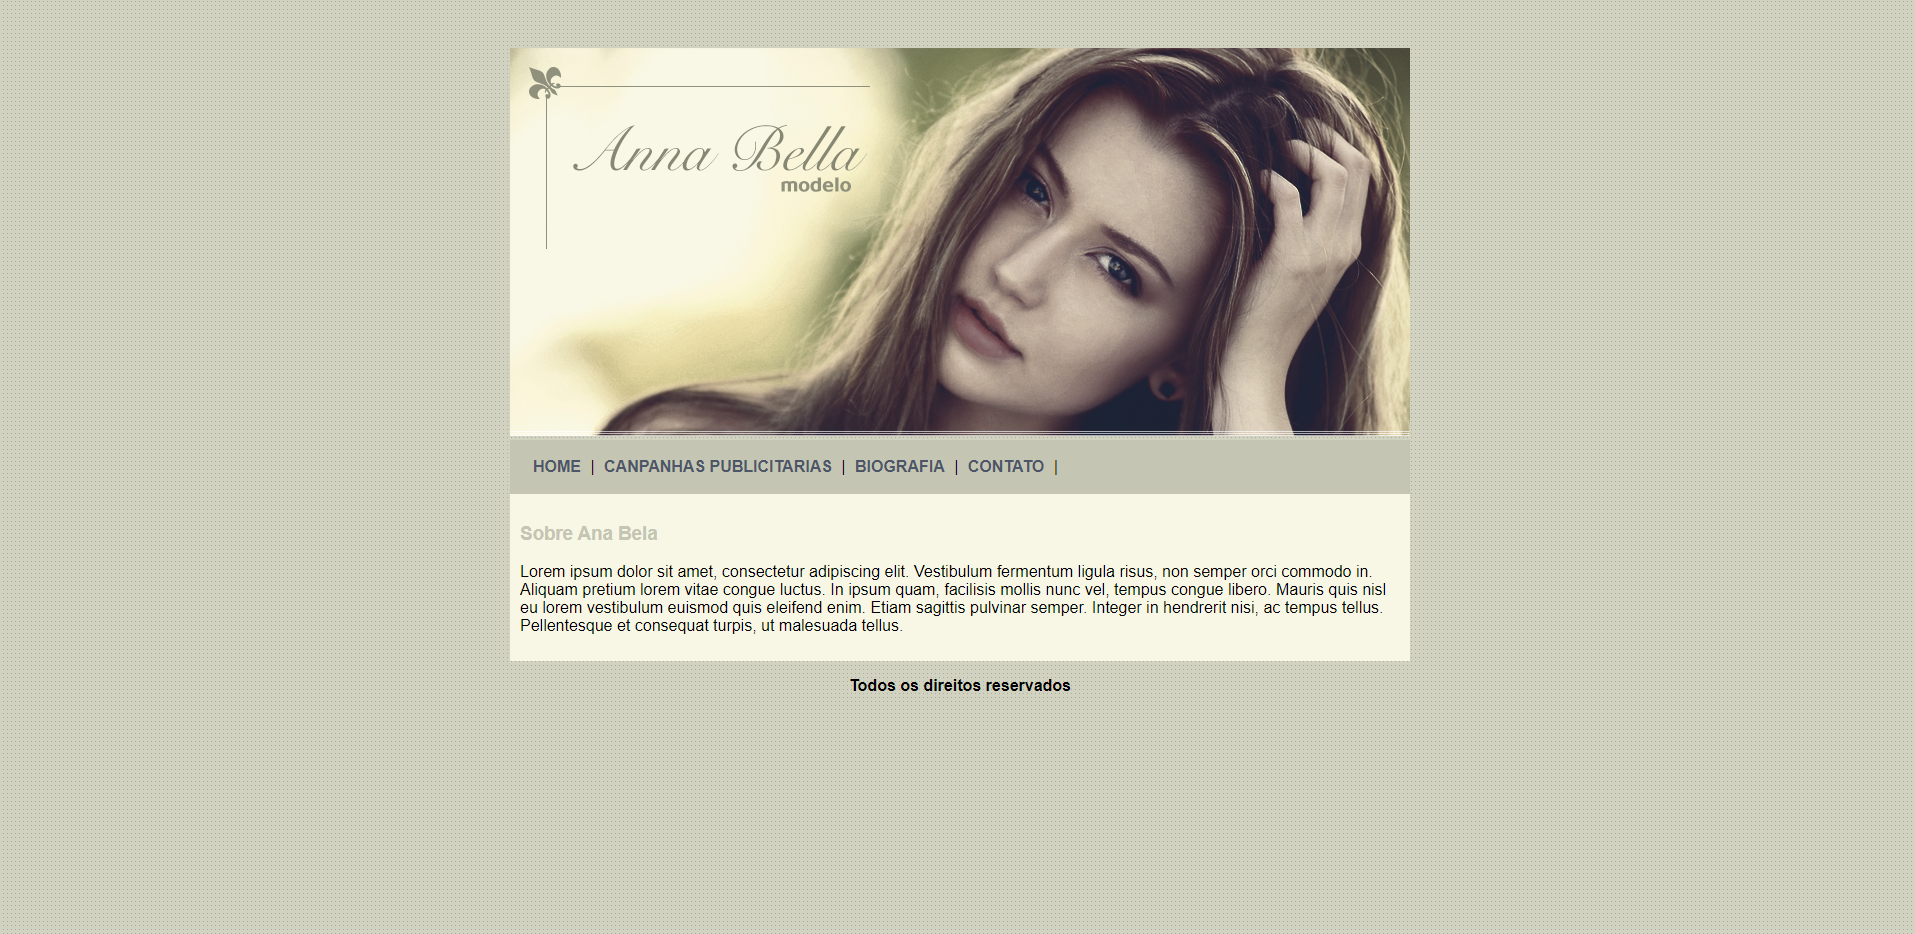 Anna Bella
modelo
HOME | CANPANHAS PUBLICITARIAS | BIOGRAFIA | CONTATO |
Sobre Ana Bela
Lorem ipsum dolor sit amet, consectetur adipiscing elit. Vestibulum fermentum ligula risus, non semper orci commodo in.
Aliquam pretium lorem vitae congue luctus. In ipsum quam, facilisis mollis nunc vel, tempus congue libero. Mauris quis nisl
eu lorem vestibulum euismod quis eleifend enim. Etiam sagittis pulvinar semper. Integer in hendrerit nisi, ac tempus tellus.
Pellentesque et consequat turpis, ut malesuada tellus.
Todos os direitos reservados